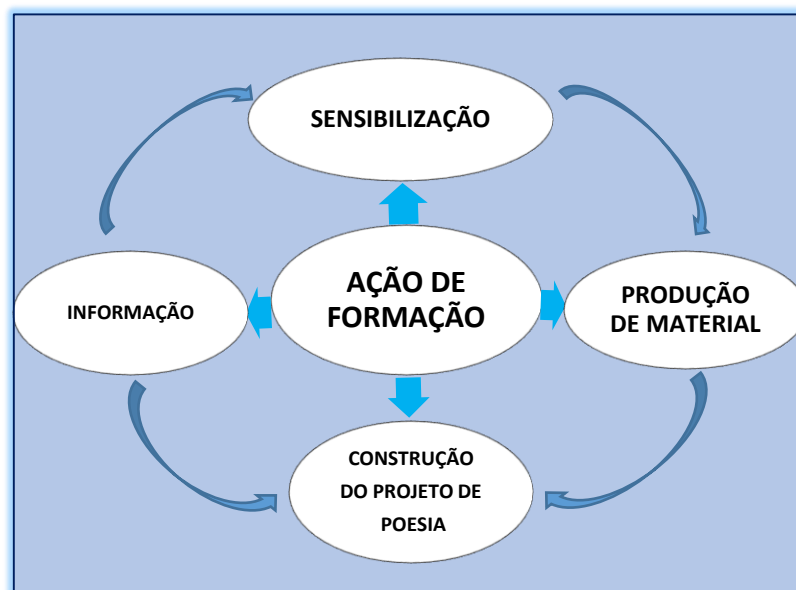 SENSIBILIZAÇÃO
AÇÃO DE
FORMAÇÃO
INFORMAÇÃO
PRODUÇÃO
DE MATERIAL
CONSTRUÇÃO
DO PROJETO DE
POESIA